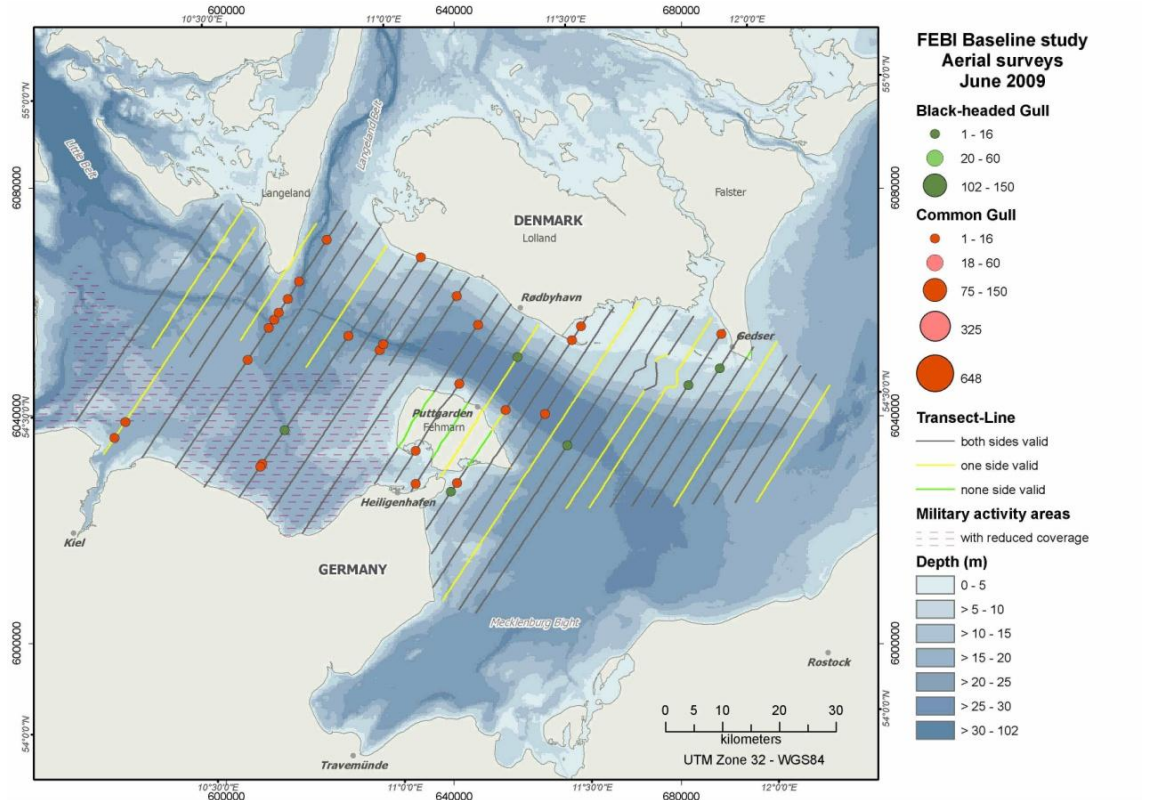 600000 640000 680000
10°30'0"E 11°0'0"E 11°30'0"E 12°0'0"E
55°0'0"N
55°0'0"N
Little Belt
Langeland Belt
6080000
6080000
Langeland
Falster
DENMARK
Lolland
Rødbyhavn
Gedser
54°30'0"N
54°30'0"N
6040000
6040000
Puttgarden
Fehmarn
Heiligenhafen
Kiel
GERMANY
Mecklenburg Bight
6000000
6000000
Rostock
54°0'0"N
54°0'0"N
0 5 10 20 30
kilometers
UTM Zone 32 - WGS84
Travemünde
10°30'0"E 11°0'0"E 11°30'0"E 12°0'0"E
600000 640000 680000
FEBI Baseline study
Aerial surveys
June 2009
Black-headed Gull
1 - 16
20 - 60
102 - 150
Common Gull
1 - 16
18 - 60
75 - 150
325
648
Transect-Line
both sides valid
one side valid
none side valid
Military activity areas
with reduced coverage
Depth (m)
0 - 5
> 5 - 10
> 10 - 15
> 15 - 20
> 20 - 25
> 25 - 30
> 30 - 102